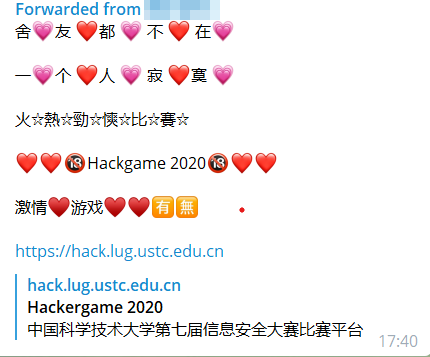 Forwarded from
舍💗友❤️都💗不❤️在💗
一💗个❤️人💗寂❤️寞💗
火☆熱☆勁☆愞☆比☆賽☆
❤️❤️🔞Hackgame 2020🔞❤️❤️
激情♥️游戏♥️♥️🈶🈚
https://hack.lug.ustc.edu.cn
hack.lug.ustc.edu.cn
Hackergame 2020
中国科学技术大学第七届信息安全大赛比赛平台
17:40